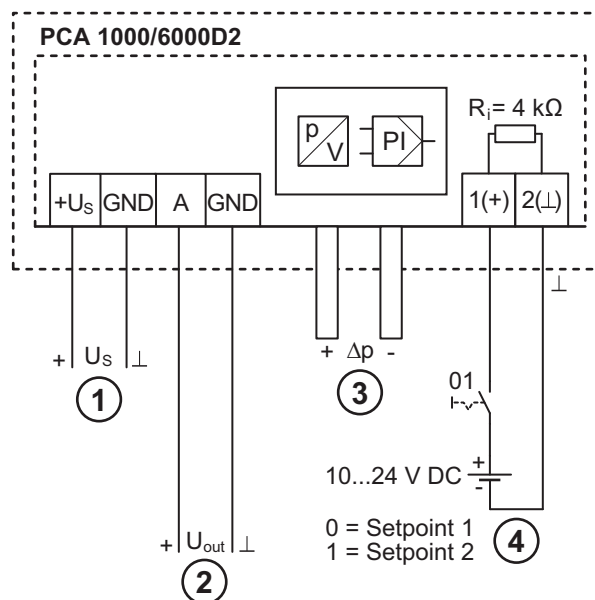 PCA 1000/6000D2
Rᵢ= 4 kΩ
p
V
PI
+Uₛ GND A GND
1(+) 2(⊥)
⊥
+ Uₛ ⊥
1
+ Δp -
3
01
10...24 V DC
+
-
0 = Setpoint 1
1 = Setpoint 2
4
+ Uout ⊥
2